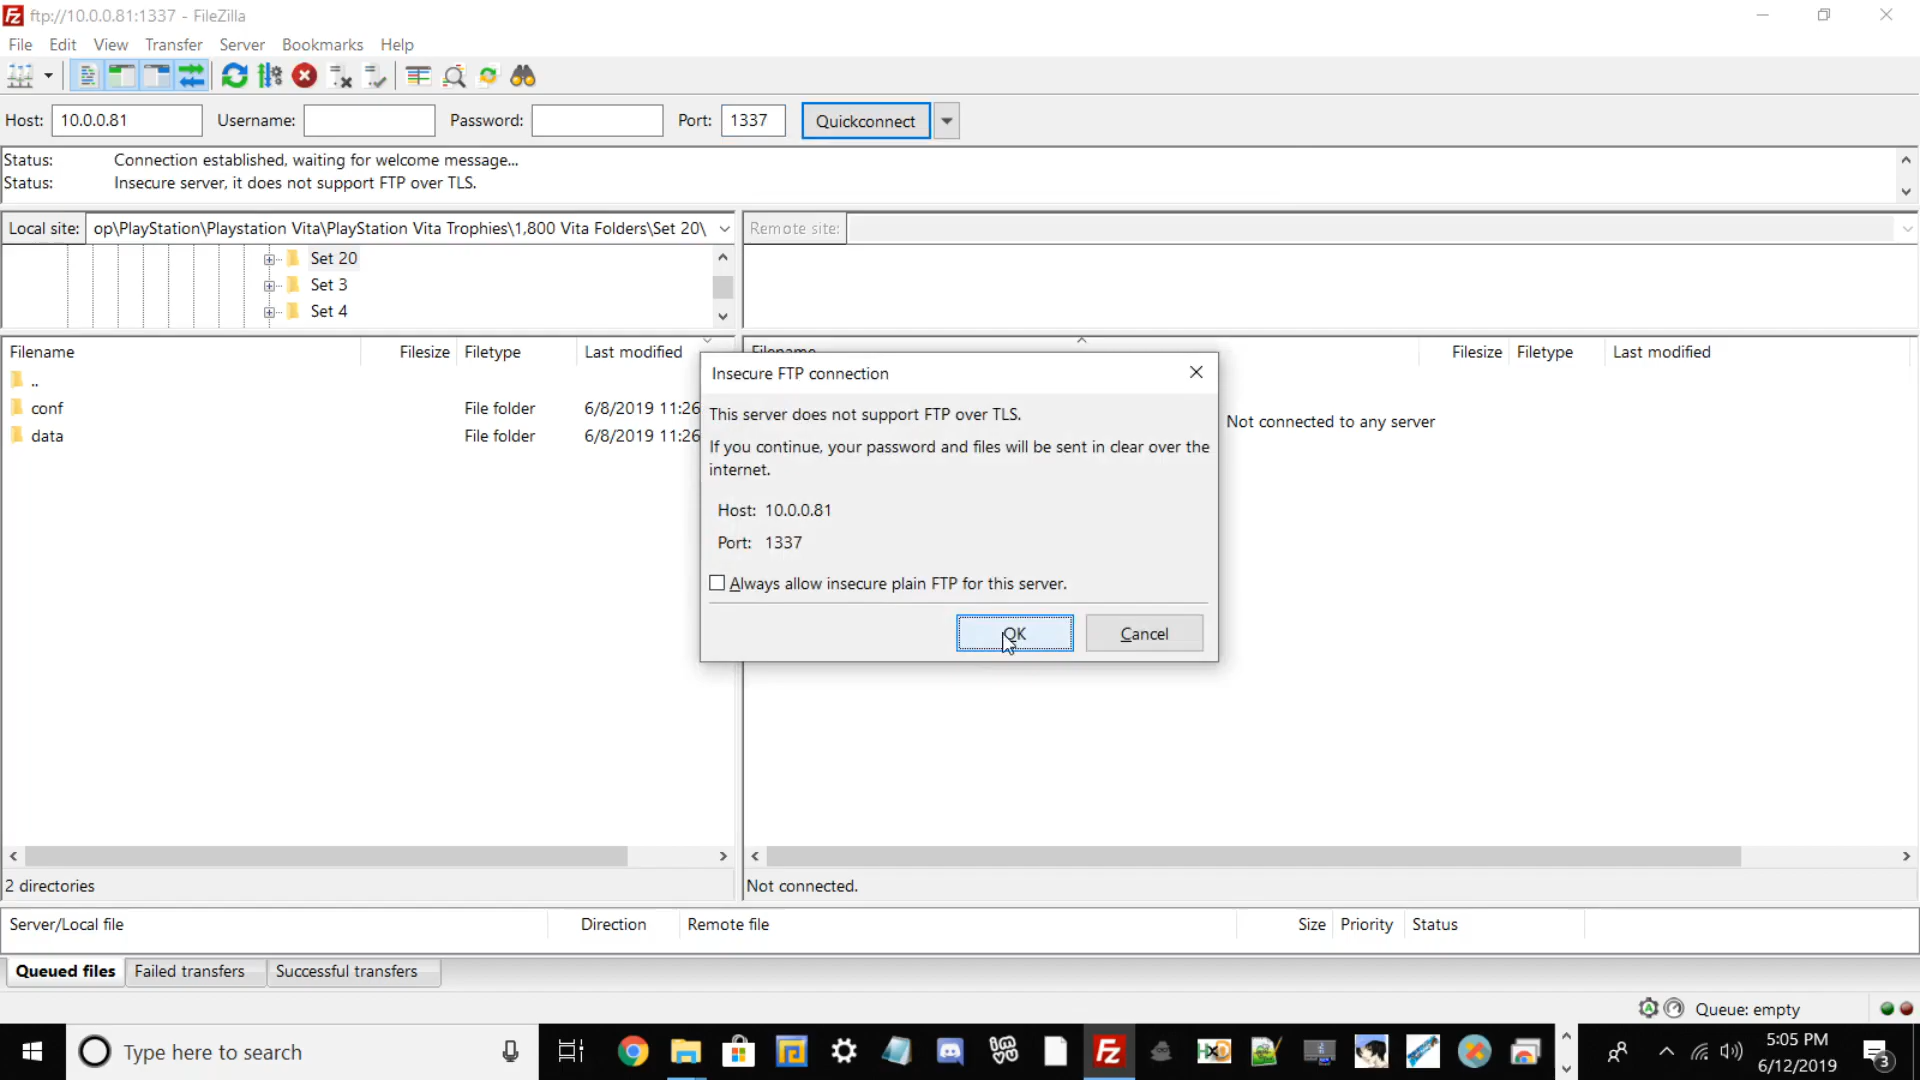 ftp://10.0.0.81:1337 - FileZilla
File Edit View Transfer Server Bookmarks Help
Host: 10.0.0.81 Username: Password: Port: 1337 Quickconnect
Status: Connection established, waiting for welcome message...
Status: Insecure server, it does not support FTP over TLS.
Local site: op\PlayStation\Playstation Vita\PlayStation Vita Trophies\1,800 Vita Folders\Set 20\ Remote site:
Set 20
Set 3
Set 4
Filename Filesize Filetype Last modified Filename Filesize Filetype Last modified
..
conf File folder 6/8/2019 11:26
data File folder 6/8/2019 11:26
Not connected to any server
Insecure FTP connection
This server does not support FTP over TLS.
If you continue, your password and files will be sent in clear over the
internet.
Host: 10.0.0.81
Port: 1337
Always allow insecure plain FTP for this server.
OK Cancel
2 directories Not connected.
Server/Local file Direction Remote file Size Priority Status
Queued files Failed transfers Successful transfers
Queue: empty
Type here to search
5:05 PM
6/12/2019
3